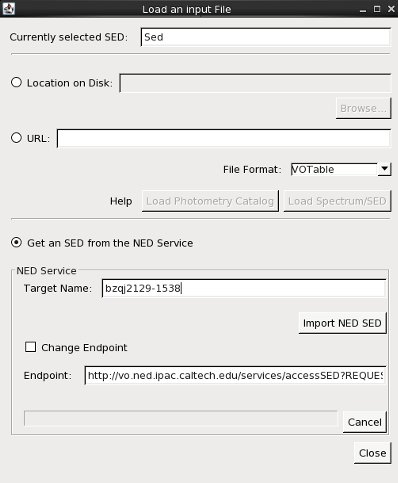 Load an input File
Currently selected SED: Sed
Location on Disk:
Browse...
URL:
File Format: VOTable
Help Load Photometry Catalog Load Spectrum/SED
Get an SED from the NED Service
NED Service
Target Name: bzqj2129-1538
Import NED SED
Change Endpoint
Endpoint: http://vo.ned.ipac.caltech.edu/services/accessSED?REQUES
Cancel
Close